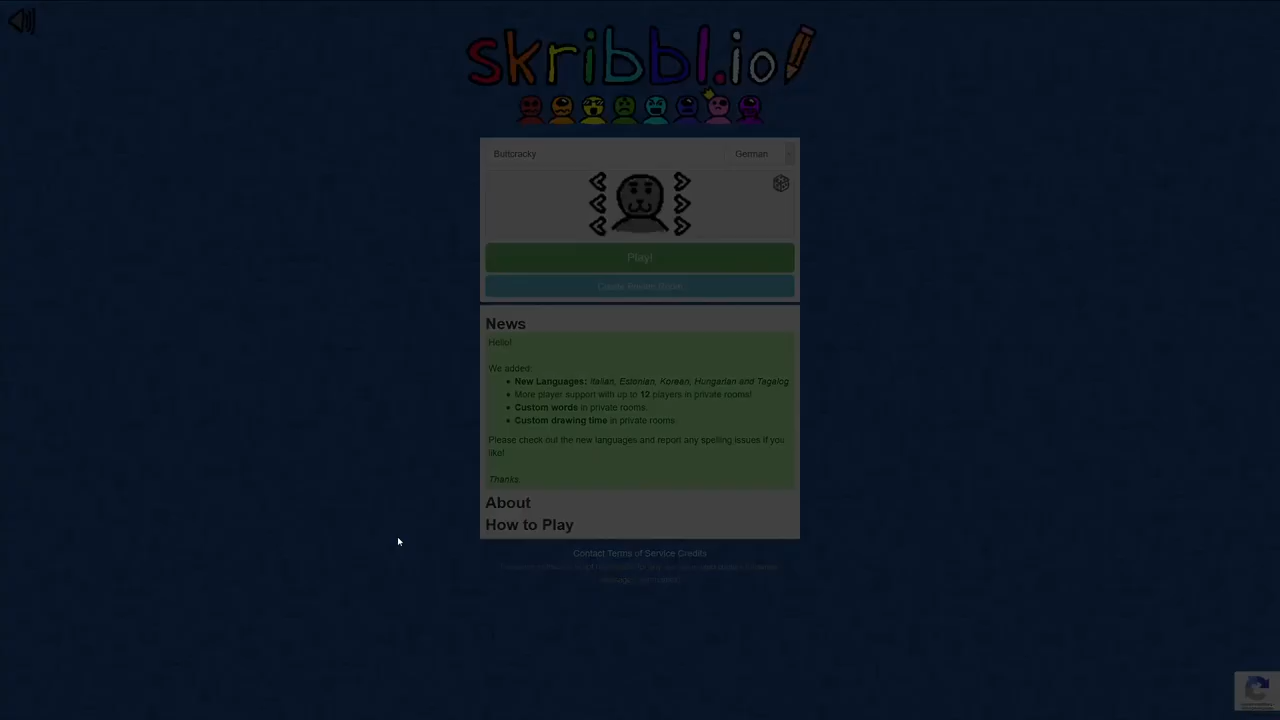 skribbl.io
Buttcracky
German
Play!
Create Private Room
News
Hello!
We added:
New Languages: Italian, Estonian, Korean, Hungarian and Tagalog
More player support with up to 12 players in private rooms!
Custom words in private rooms.
Custom drawing time in private rooms.
Please check out the new languages and report any spelling issues if you
like!
Thanks.
About
How to Play
Contact Terms of Service Credits